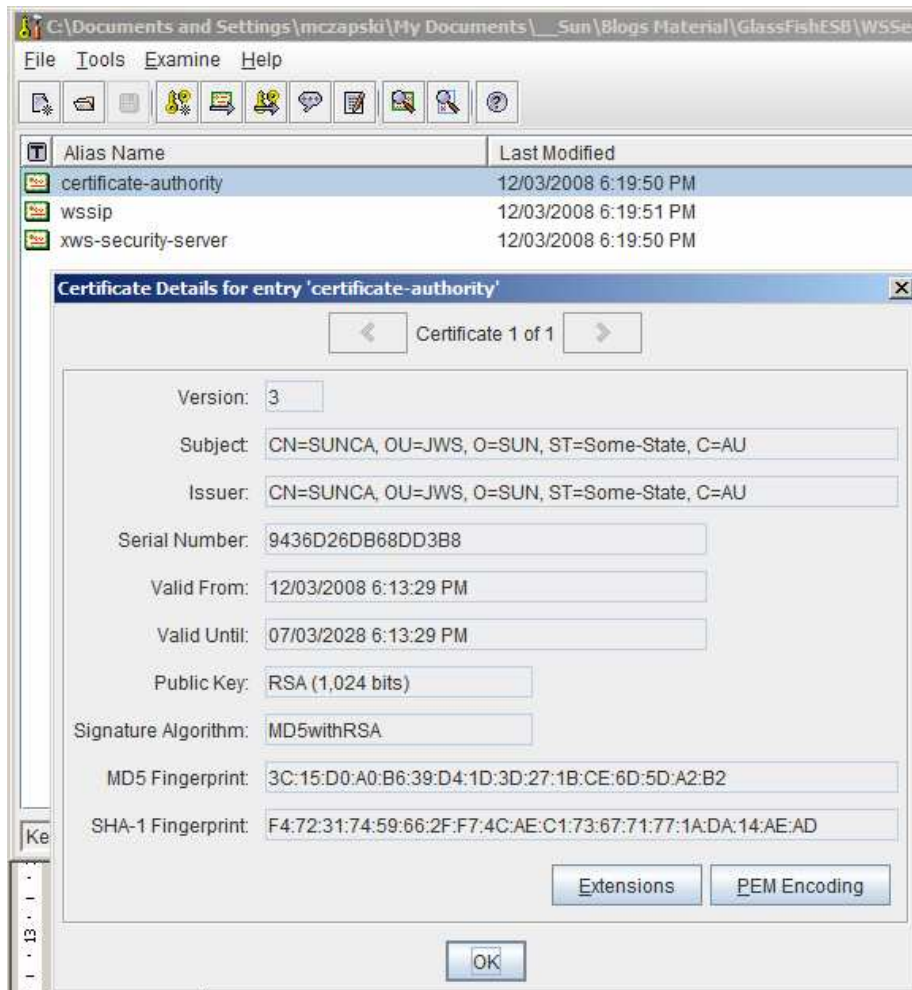 C:\Documents and Settings\mczapski\My Documents\__Sun\Blogs Material\GlassFishESB\WSSe
File Tools Examine Help
T Alias Name Last Modified
certificate-authority 12/03/2008 6:19:50 PM
wssip 12/03/2008 6:19:51 PM
xws-security-server 12/03/2008 6:19:50 PM
Certificate Details for entry 'certificate-authority'
Certificate 1 of 1
Version: 3
Subject: CN=SUNCA, OU=JWS, O=SUN, ST=Some-State, C=AU
Issuer: CN=SUNCA, OU=JWS, O=SUN, ST=Some-State, C=AU
Serial Number: 9436D26DB68DD3B8
Valid From: 12/03/2008 6:13:29 PM
Valid Until: 07/03/2028 6:13:29 PM
Public Key: RSA (1,024 bits)
Signature Algorithm: MD5withRSA
MD5 Fingerprint: 3C:15:D0:A0:B6:39:D4:1D:3D:27:1B:CE:6D:5D:A2:B2
SHA-1 Fingerprint: F4:72:31:74:59:66:2F:F7:4C:AE:C1:73:67:71:77:1A:DA:14:AE:AD
Ke
Extensions PEM Encoding
13
OK